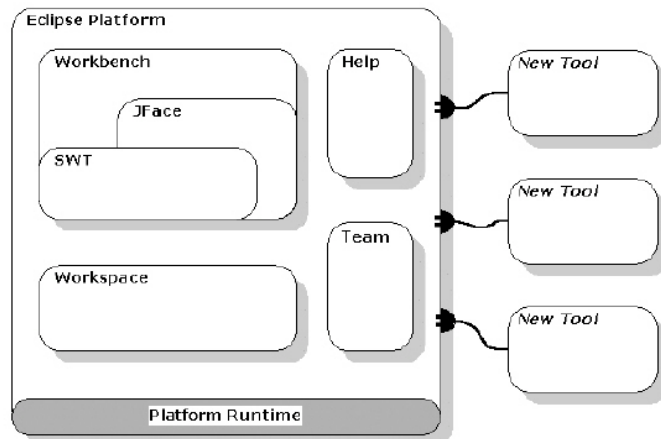 Eclipse Platform
Workbench
Help
New Tool
JFace
SWT
New Tool
Team
Workspace
New Tool
Platform Runtime